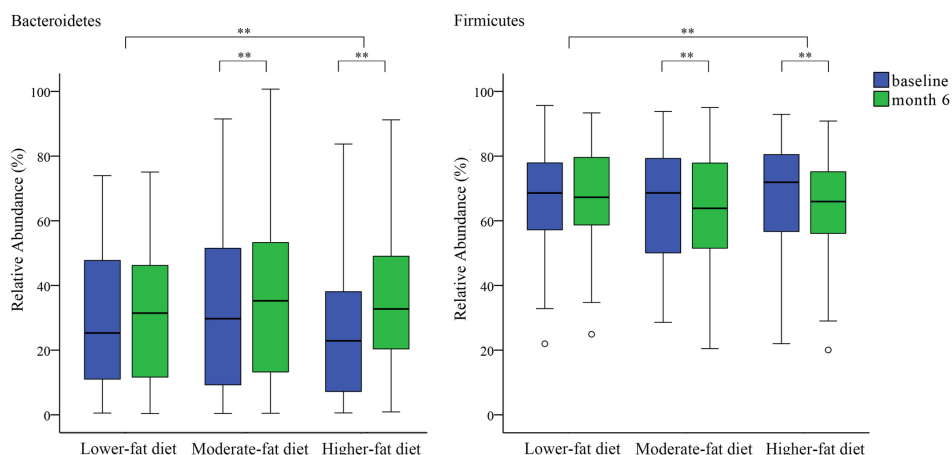 Bacteroidetes
**
**
**
100
80
60
40
20
0
Relative Abundance (%)
Lower-fat diet
Moderate-fat diet
Higher-fat diet
Firmicutes
**
**
**
100
80
60
40
20
0
Relative Abundance (%)
Lower-fat diet
Moderate-fat diet
Higher-fat diet
baseline
month 6